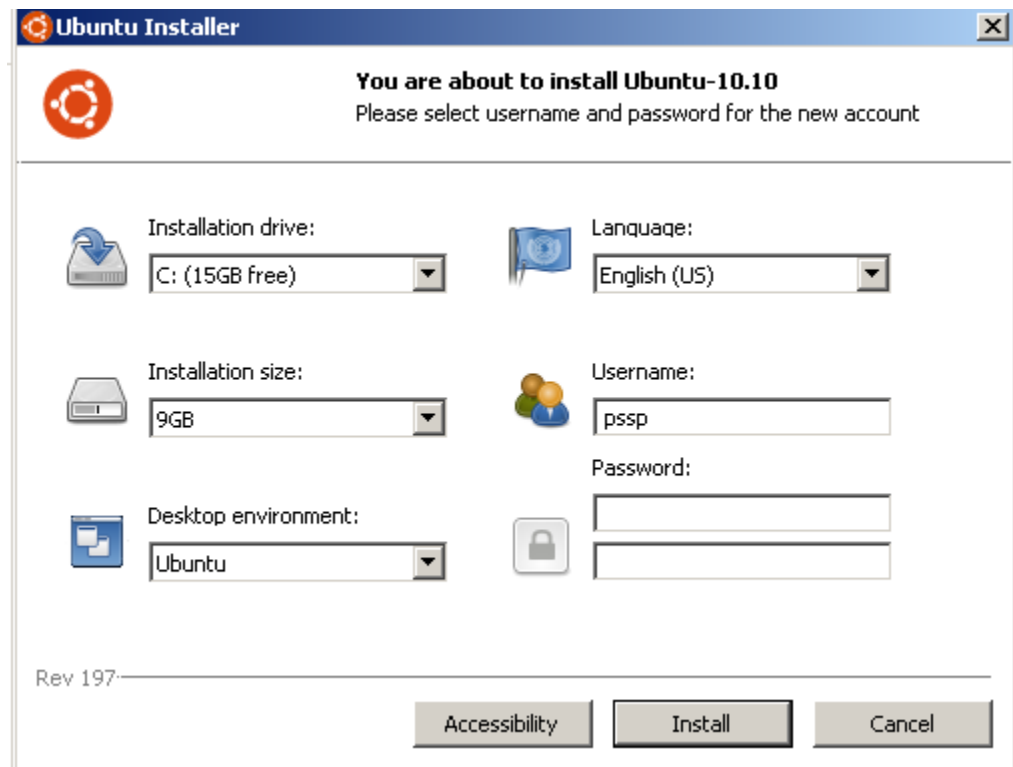 Ubuntu Installer
You are about to install Ubuntu-10.10
Please select username and password for the new account
Installation drive:
C: (15GB free)
Language:
English (US)
Installation size:
9GB
Username:
pssp
Password:
Desktop environment:
Ubuntu
Rev 197
Accessibility
Install
Cancel